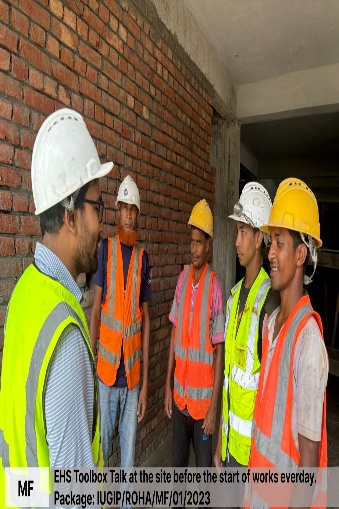 MF
EHS Toolbox Talk at the site before the start of works everday.
Package: IUGIP/ROHA/MF/01/2023